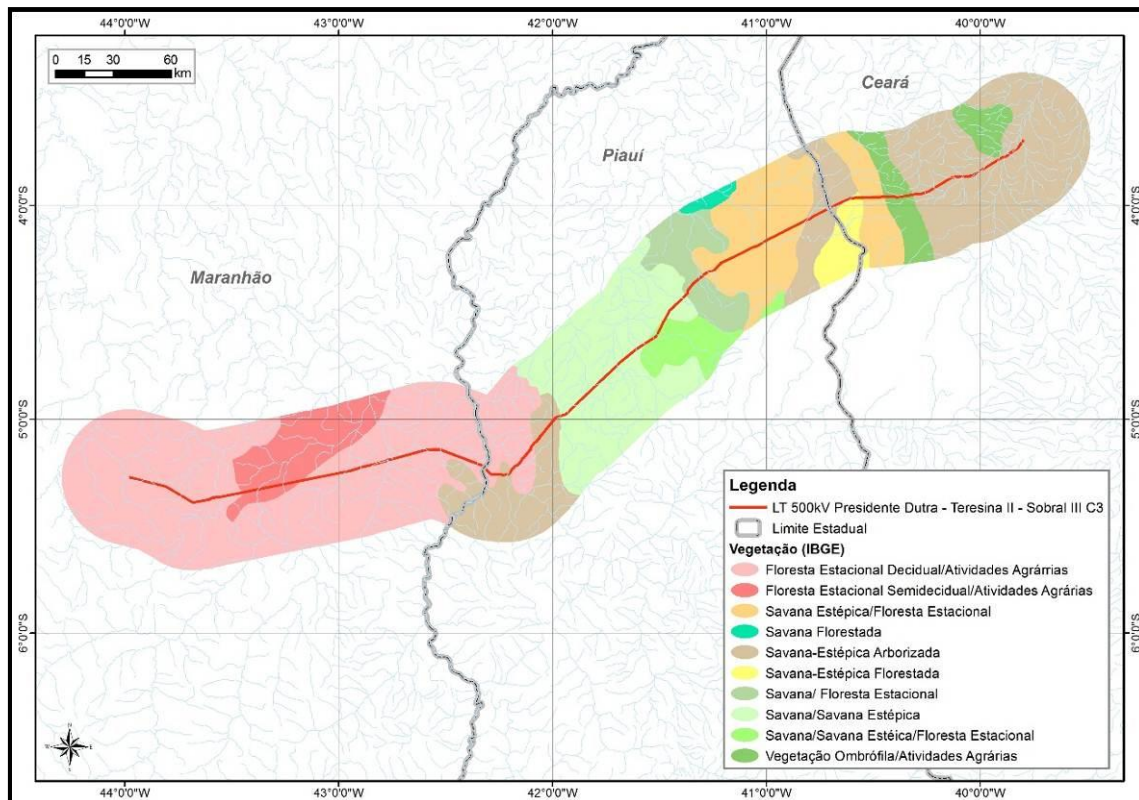 44°0'0"W 43°0'0"W 42°0'0"W 41°0'0"W 40°0'0"W
0 15 30 60
km
Ceará
Piauí
4°0'0"S 4°0'0"S
Maranhão
5°0'0"S 5°0'0"S
6°0'0"S 6°0'0"S
Legenda
LT 500kV Presidente Dutra - Teresina II - Sobral III C3
Limite Estadual
Vegetação (IBGE)
Floresta Estacional Decidual/Atividades Agrárrias
Floresta Estacional Semidecidual/Atividades Agrárias
Savana Estépica/Floresta Estacional
Savana Florestada
Savana-Estépica Arborizada
Savana-Estépica Florestada
Savana/ Floresta Estacional
Savana/Savana Estépica
Savana/Savana Estéica/Floresta Estacional
Vegetação Ombrófila/Atividades Agrárias
N
W E
S
44°0'0"W 43°0'0"W 42°0'0"W 41°0'0"W 40°0'0"W